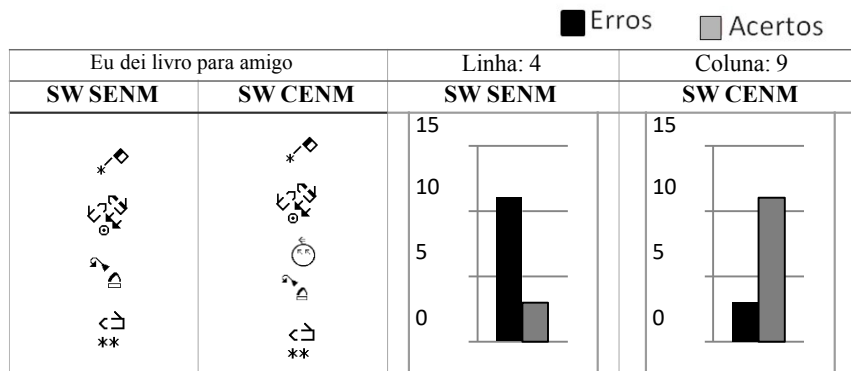 Erros Acertos
Eu dei livro para amigo Linha: 4 Coluna: 9
SW SENM SW CENM SW SENM SW CENM
15 15
10 10
5 5
0 0